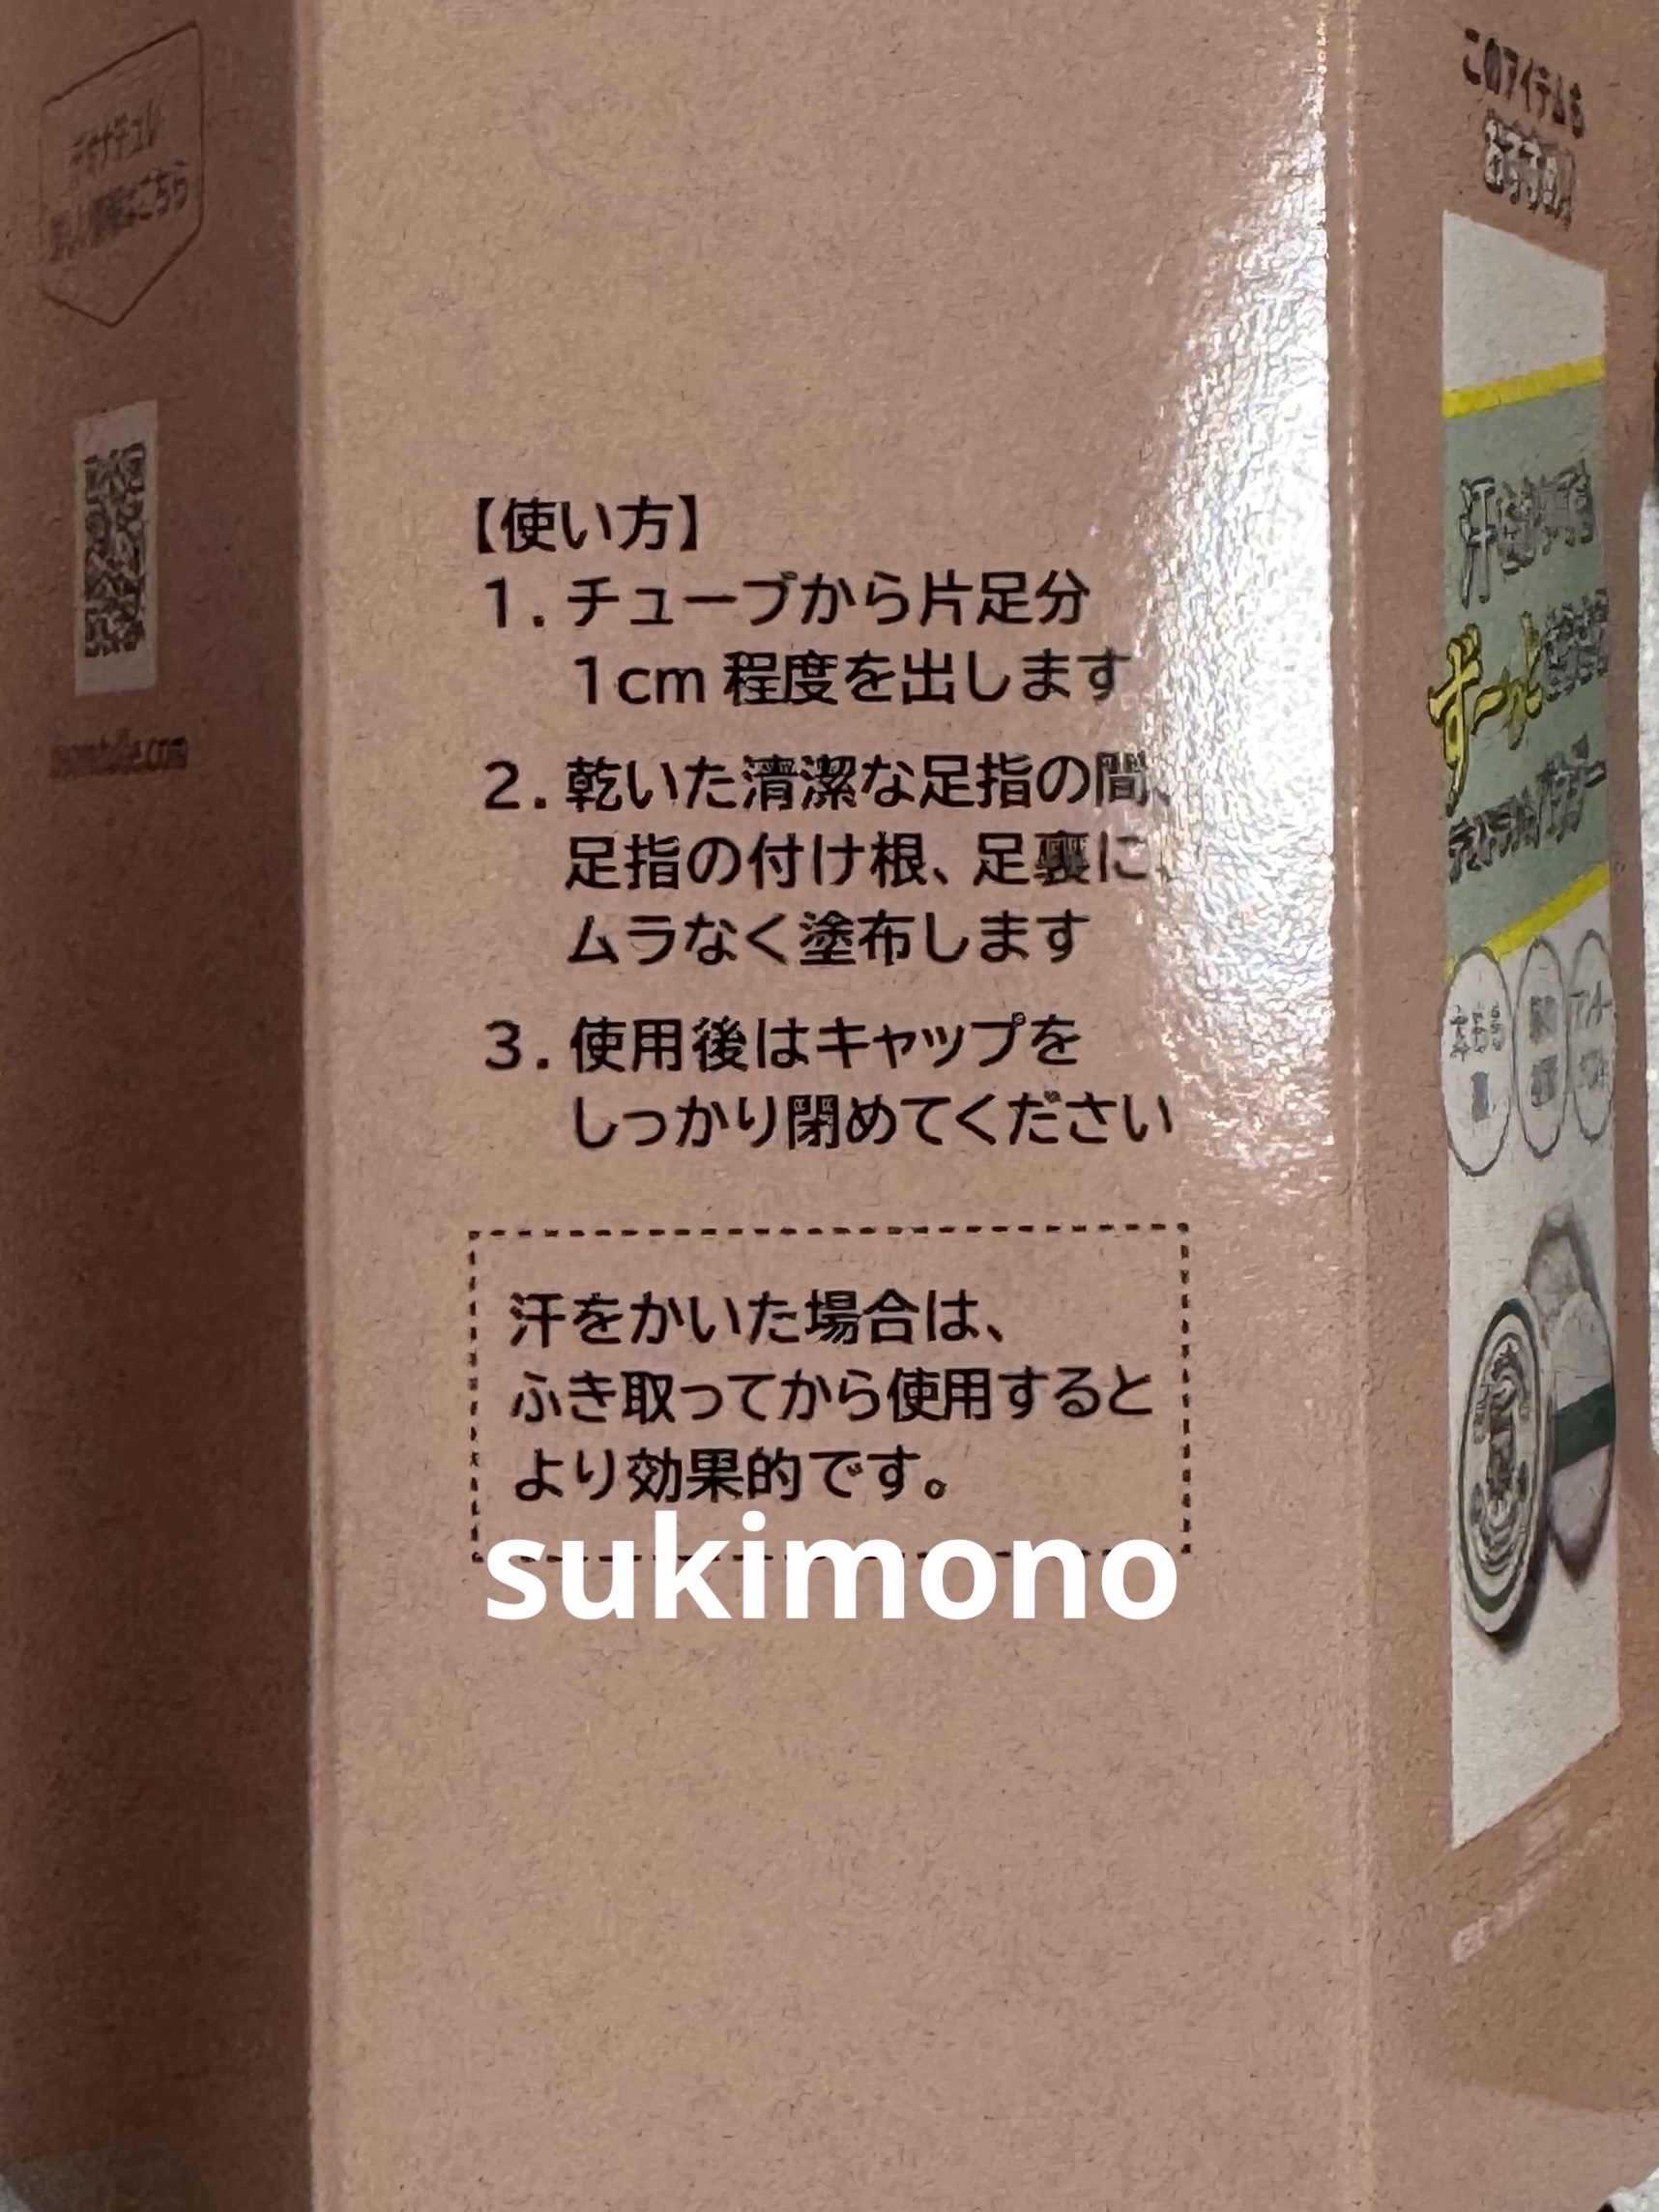 【使い方】
1. チューブから片足分
1cm 程度を出します
2. 乾いた清潔な足指の間、
足指の付け根、足裏に、
ムラなく塗布します
3. 使用後はキャップを
しっかり閉めてください
汗をかいた場合は、
ふき取ってから使用すると
より効果的です。
sukimono
このアイテムも
おすすめ!